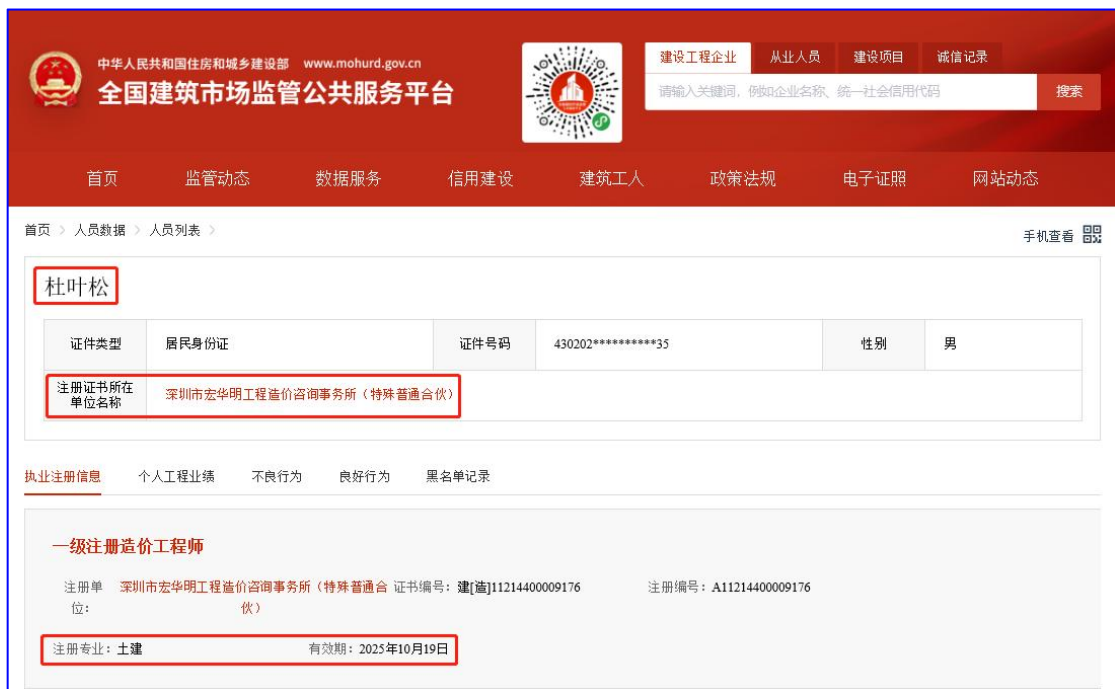 中华人民共和国住房和城乡建设部 www.mohurd.gov.cn
全国建筑市场监管公共服务平台
建设工程企业 从业人员 建设项目 诚信记录
请输入关键词，例如企业名称、统一社会信用代码 搜索
首页 监管动态 数据服务 信用建设 建筑工人 政策法规 电子证照 网站动态
首页 > 人员数据 > 人员列表 >
手机查看
杜叶松
证件类型 居民身份证 证件号码 430202**********35 性别 男
注册证书所在
单位名称
深圳市宏华明工程造价咨询事务所（特殊普通合伙）
执业注册信息 个人工程业绩 不良行为 良好行为 黑名单记录
一级注册造价工程师
注册单 深圳市宏华明工程造价咨询事务所（特殊普通合 证书编号：建[造]11214400009176 注册编号：A11214400009176
位： 伙）
注册专业：土建 有效期：2025年10月19日